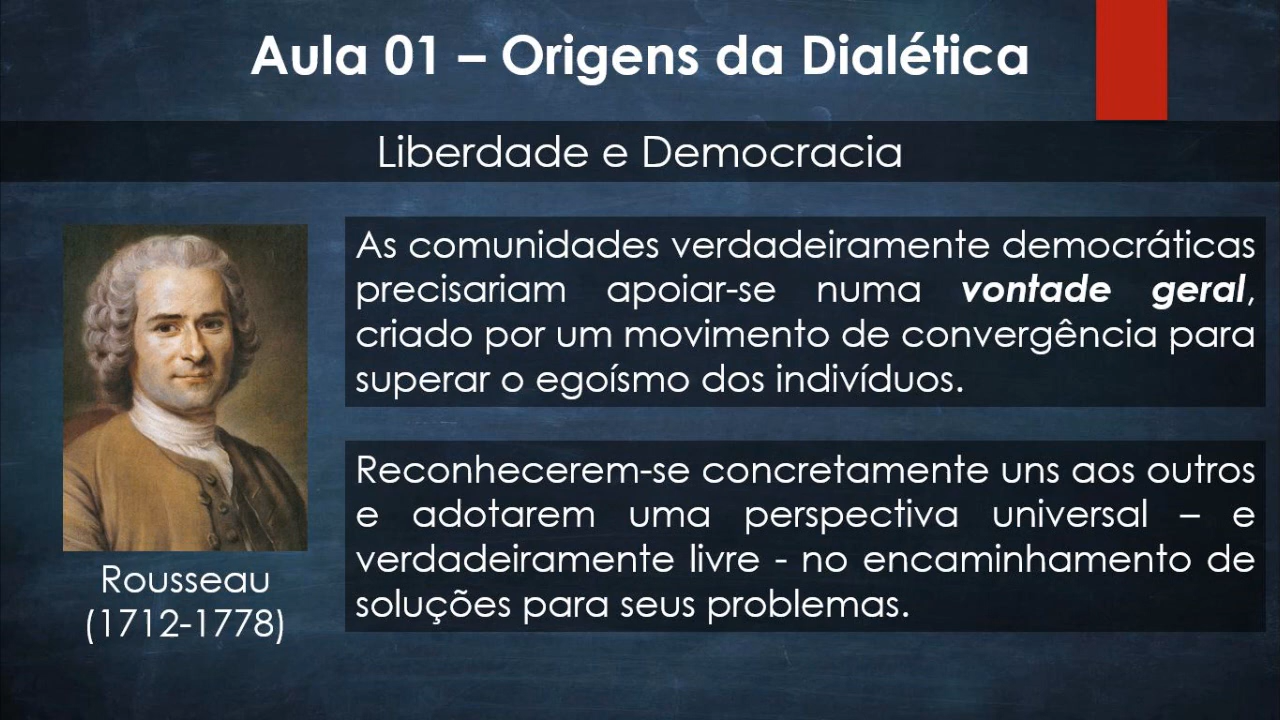 Aula 01 – Origens da Dialética
Liberdade e Democracia
As comunidades verdadeiramente democráticas
precisariam apoiar-se numa vontade geral,
criado por um movimento de convergência para
superar o egoísmo dos indivíduos.
Reconhecerem-se concretamente uns aos outros
e adotarem uma perspectiva universal – e
verdadeiramente livre - no encaminhamento de
soluções para seus problemas.
Rousseau
(1712-1778)